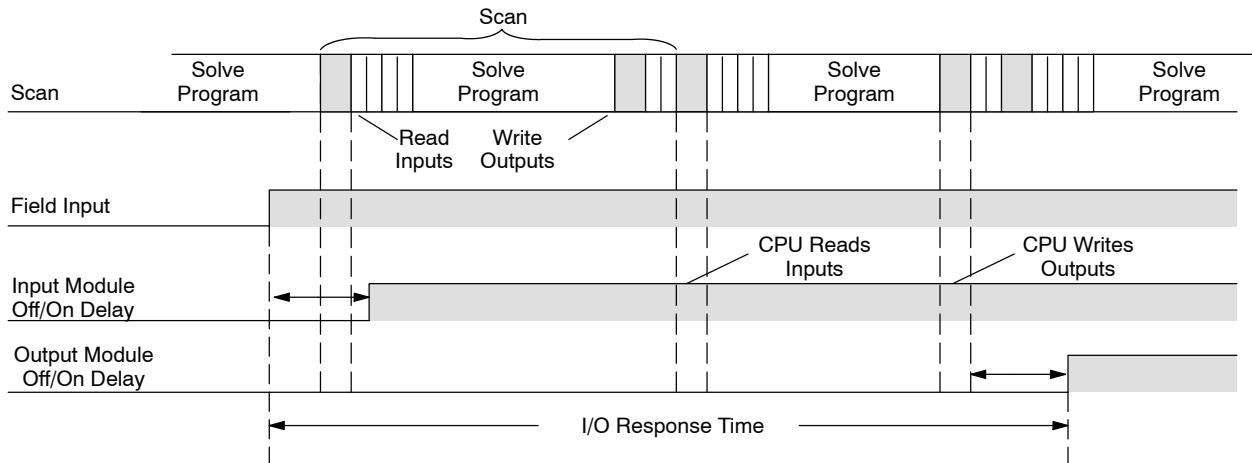 Scan
Solve
Program
Solve
Program
Solve
Program
Solve
Program
Scan
Read
Inputs
Write
Outputs
Field Input
CPU Reads
Inputs
CPU Writes
Outputs
Input Module
Off/On Delay
Output Module
Off/On Delay
I/O Response Time